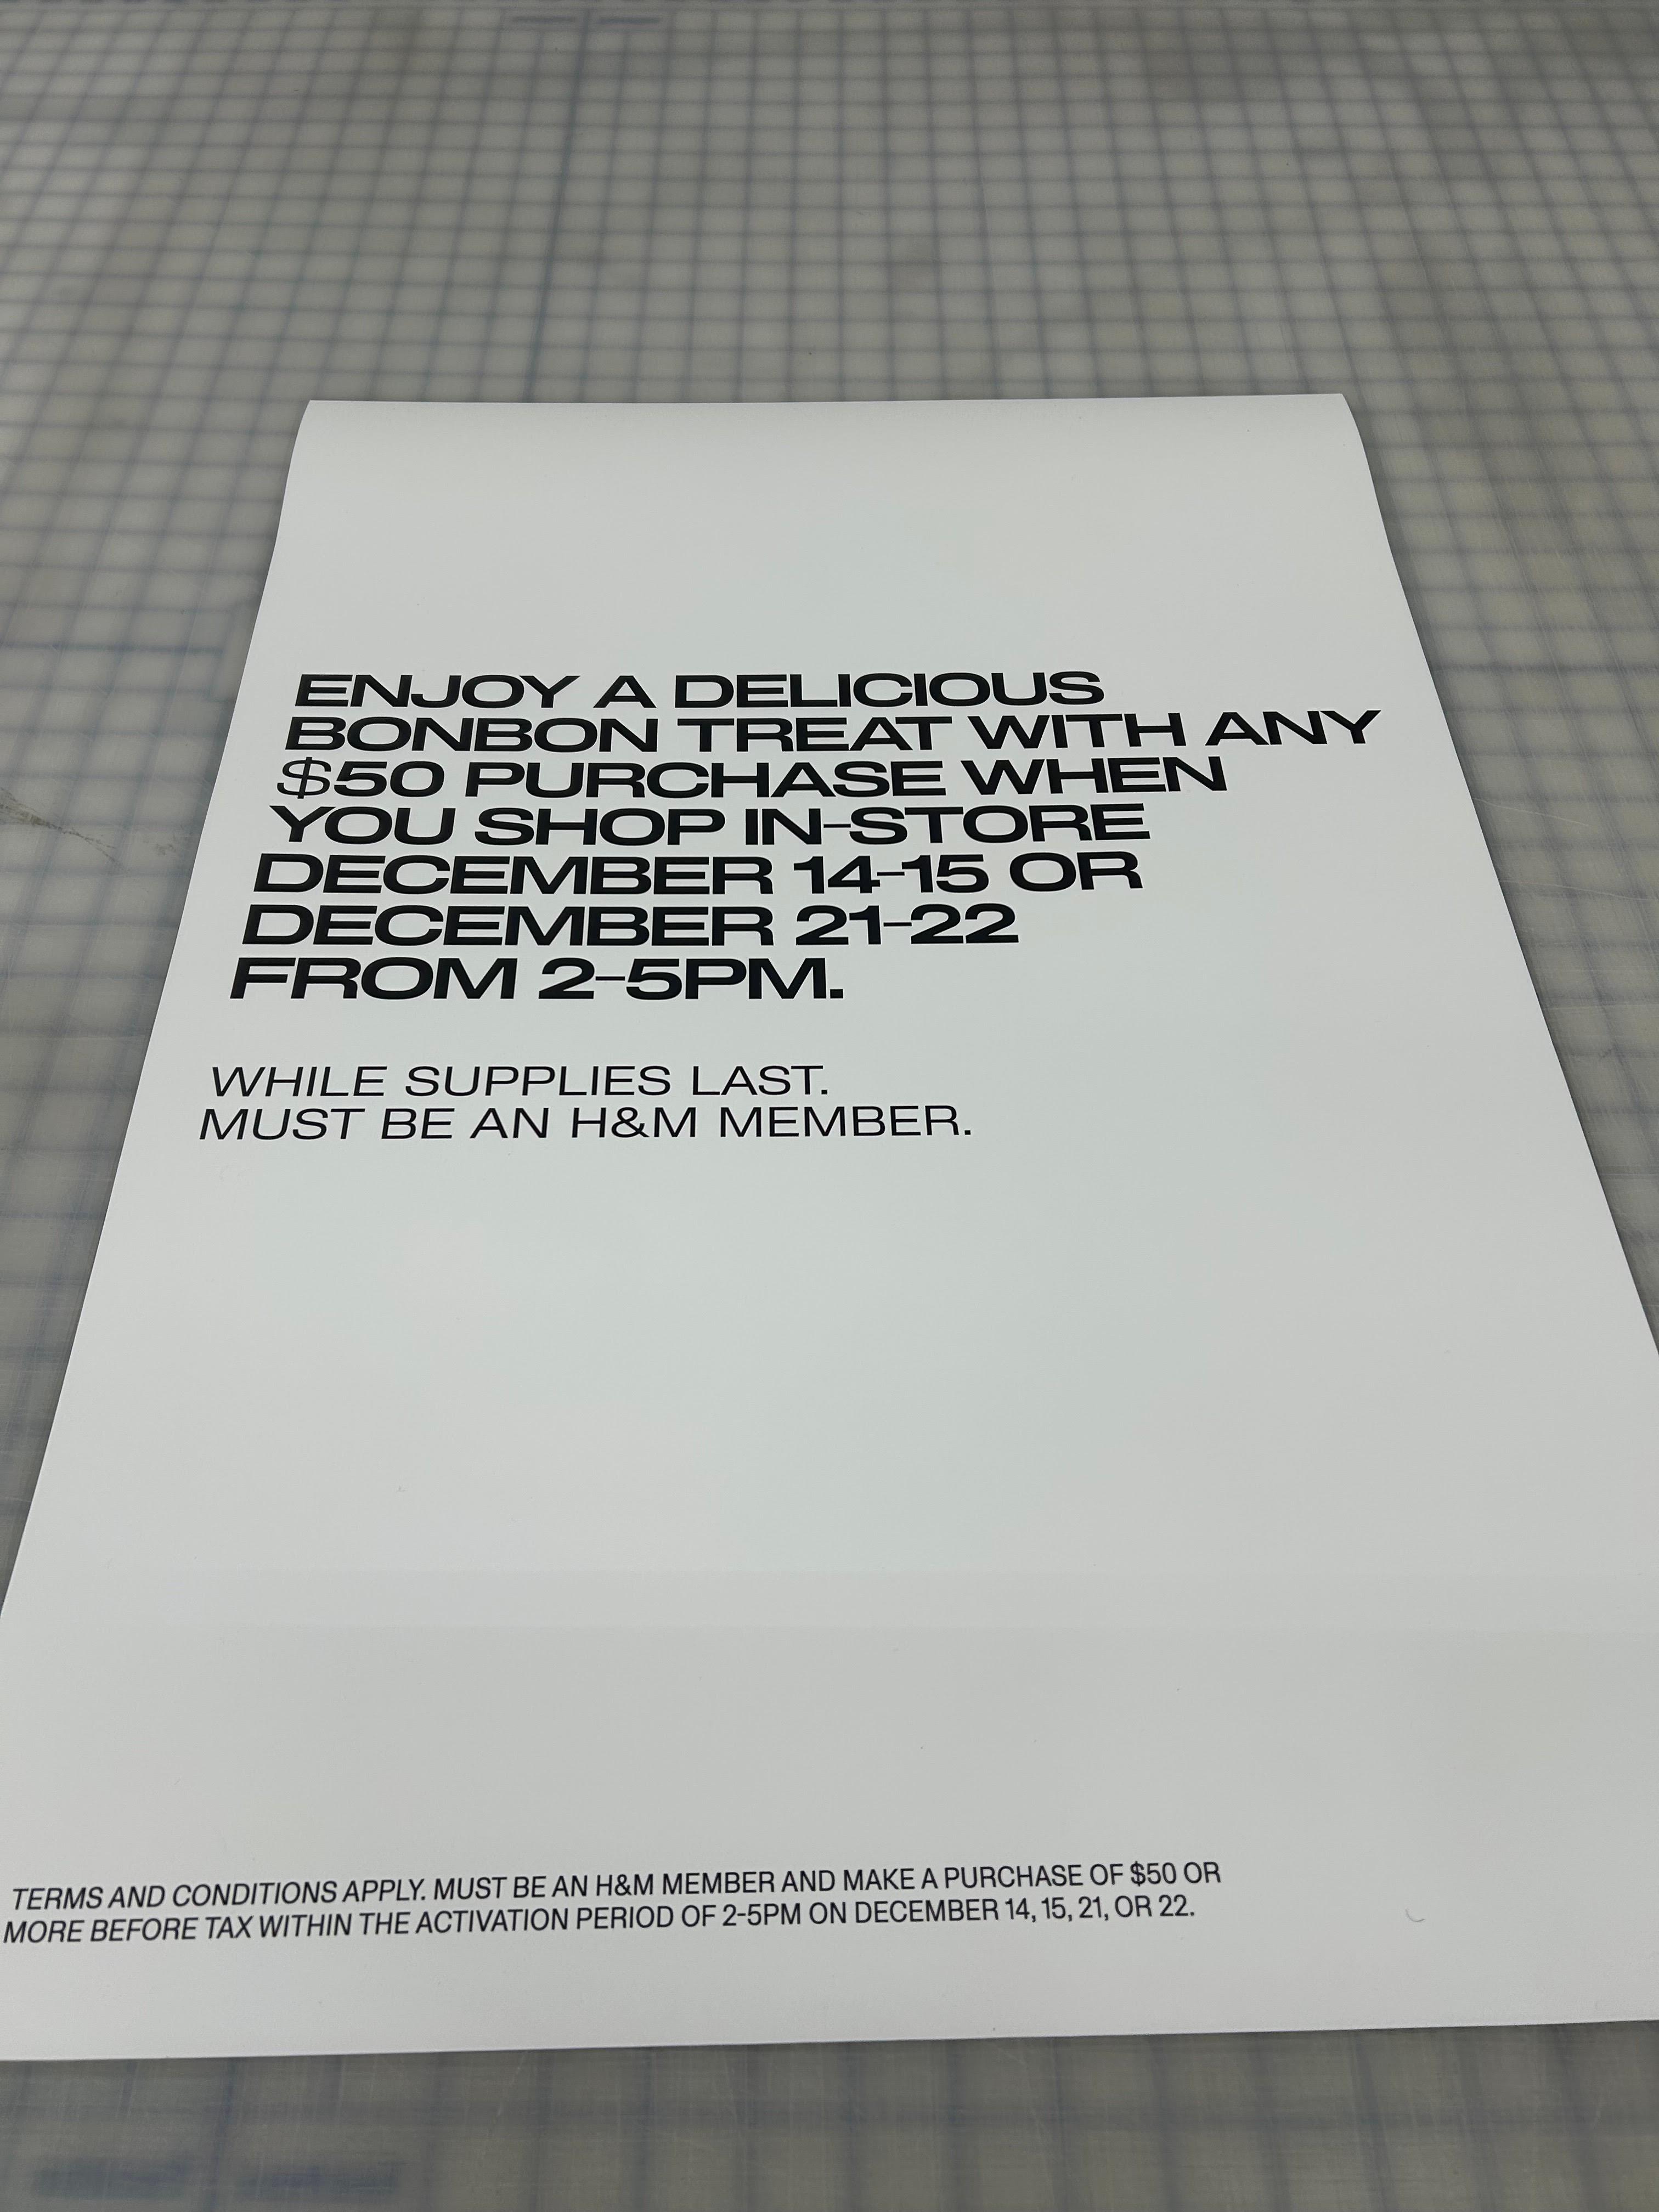 ENJOY A DELICIOUS
BONBON TREAT WITH ANY
$50 PURCHASE WHEN
YOU SHOP IN-STORE
DECEMBER 14-15 OR
DECEMBER 21-22
FROM 2-5PM.
WHILE SUPPLIES LAST.
MUST BE AN H&M MEMBER.
TERMS AND CONDITIONS APPLY. MUST BE AN H&M MEMBER AND MAKE A PURCHASE OF $50 OR
MORE BEFORE TAX WITHIN THE ACTIVATION PERIOD OF 2-5PM ON DECEMBER 14, 15, 21, OR 22.